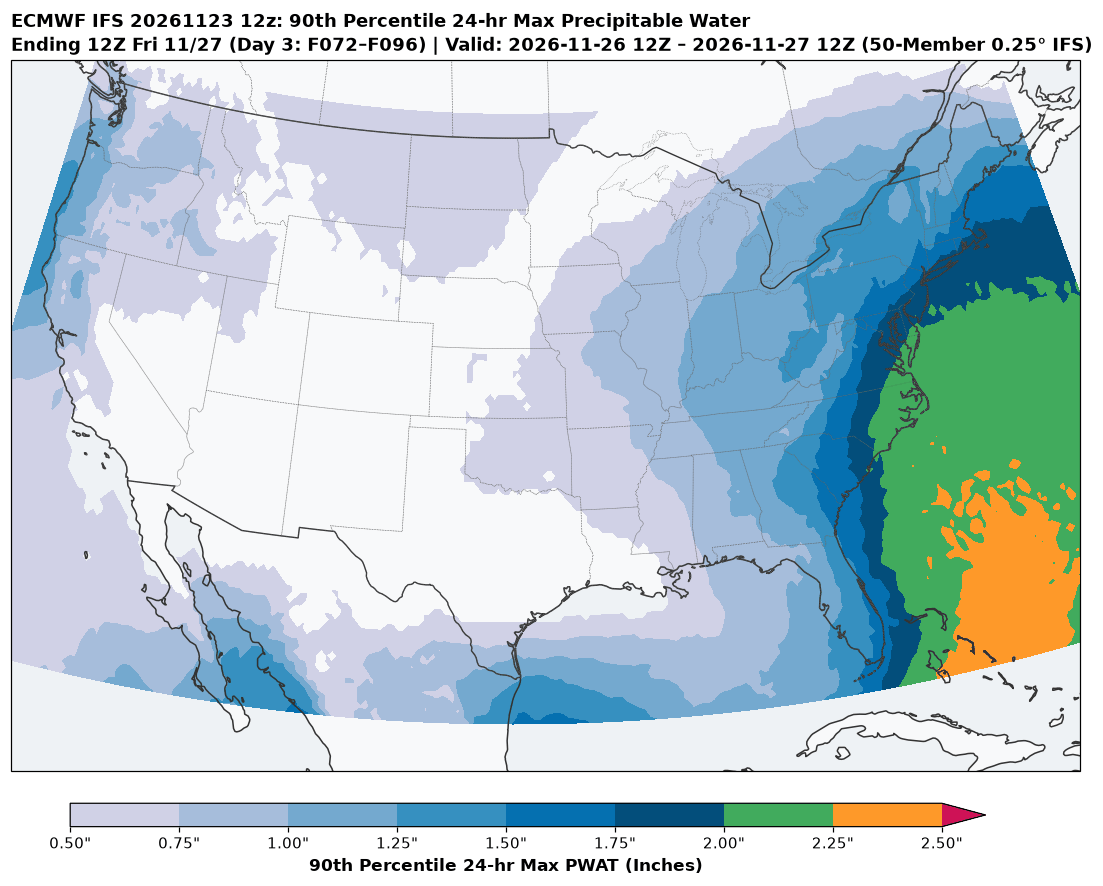 ECMWF IFS 20261123 12z: 90th Percentile 24-hr Max Precipitable Water
Ending 12Z Fri 11/27 (Day 3: F072–F096) | Valid: 2026-11-26 12Z – 2026-11-27 12Z (50-Member 0.25° IFS)
0.50" 0.75" 1.00" 1.25" 1.50" 1.75" 2.00" 2.25" 2.50"
90th Percentile 24-hr Max PWAT (Inches)